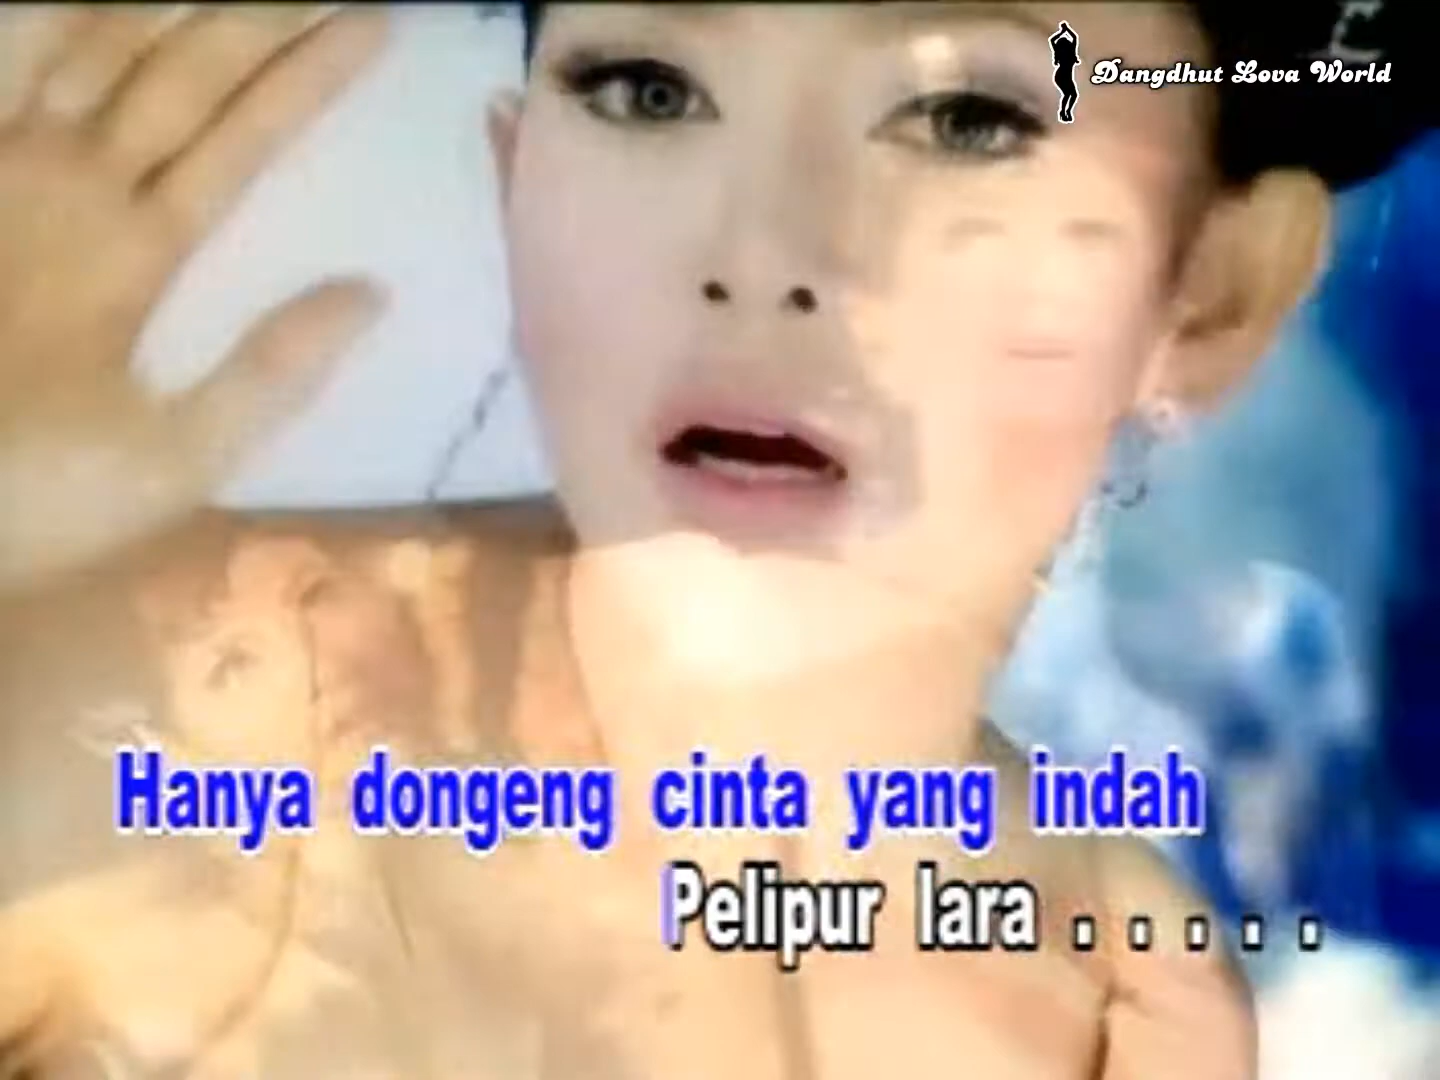 Dangdhut Lova World
Hanya dongeng cinta yang indah
Pelipur lara . . . . .